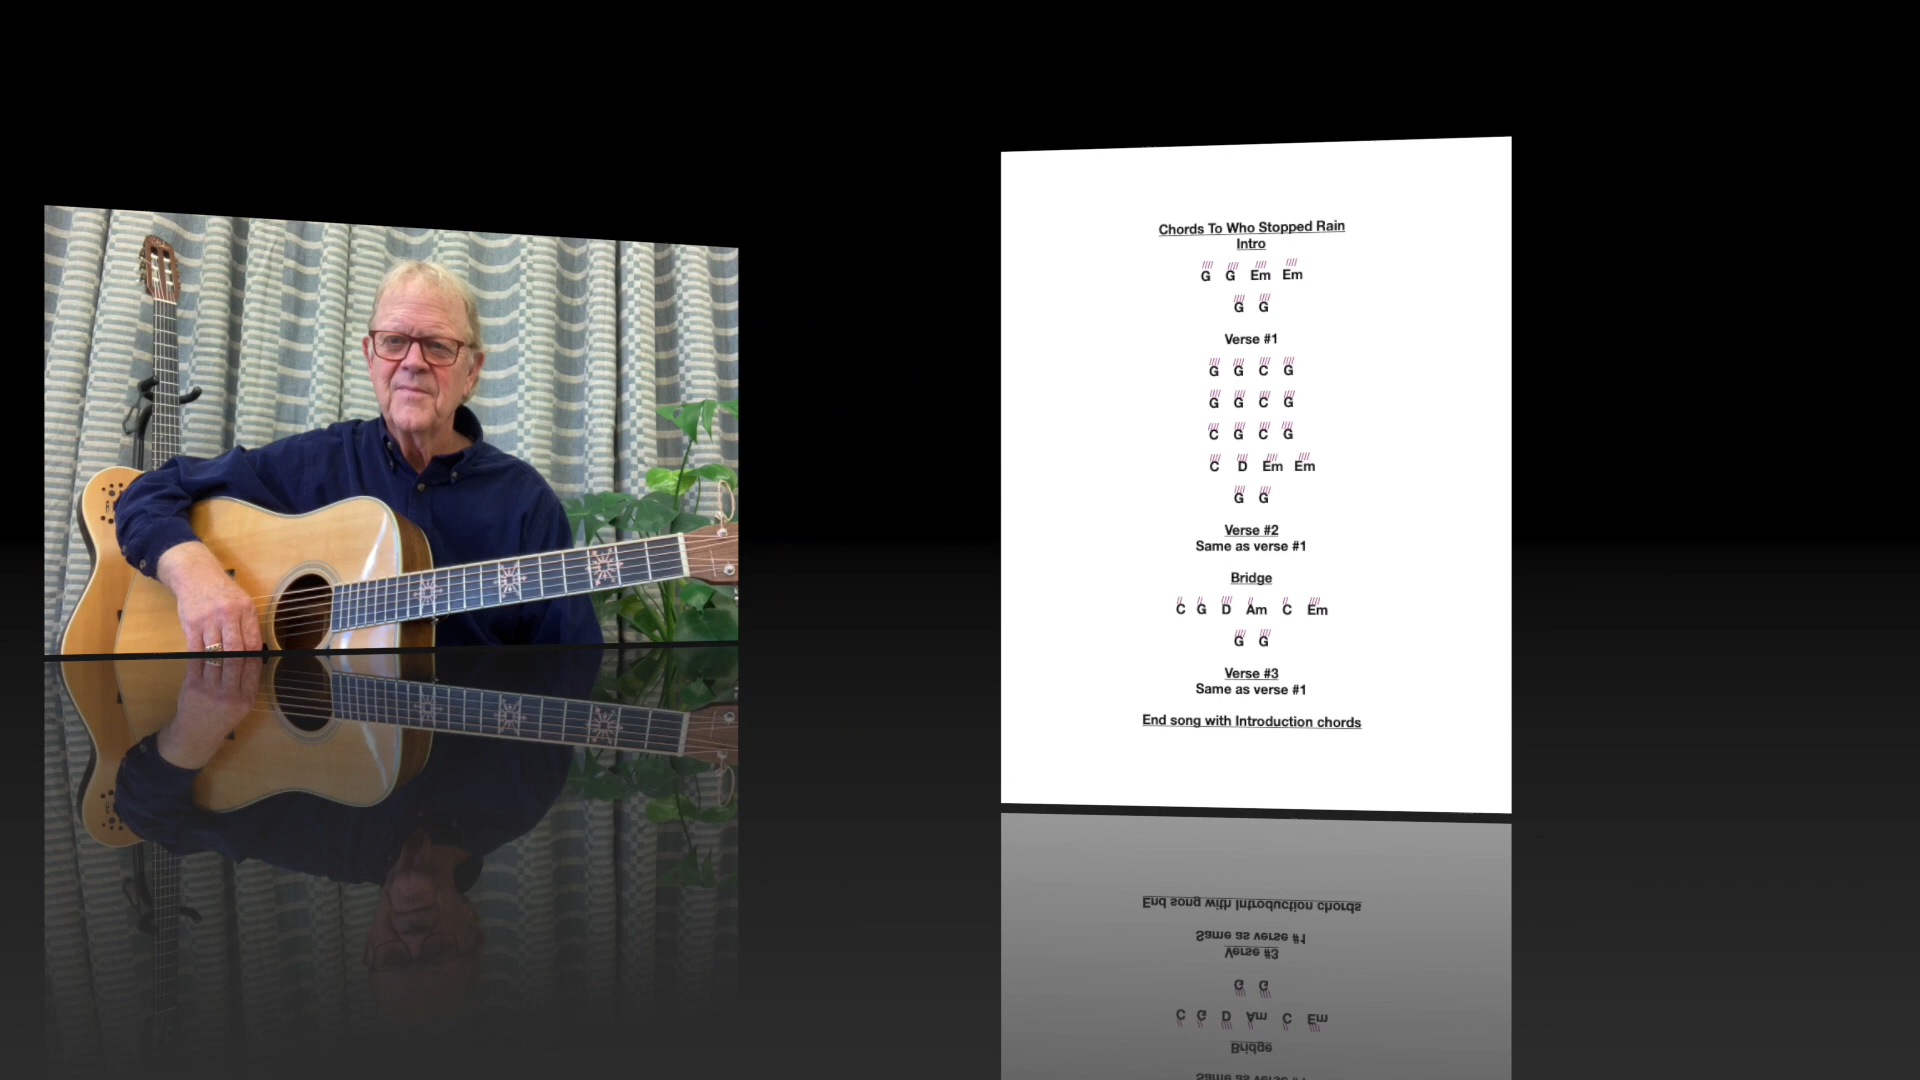 Chords To Who Stopped Rain
Intro
//// //// //// ////
G G Em Em
//// ////
G G
Verse #1
//// //// //// ////
G G C G
//// //// //// ////
G G C G
//// //// //// ////
C G C G
//// //// //// ////
C D Em Em
//// ////
G G
Verse #2
Same as verse #1
Bridge
// // //// // // ////
C G D Am C Em
//// ////
G G
Verse #3
Same as verse #1
End song with Introduction chords